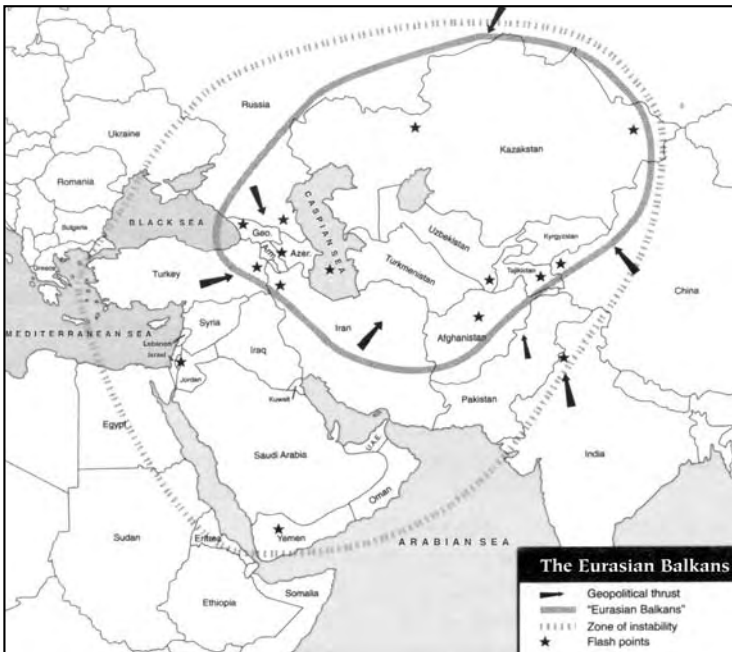 Russia
Ukraine
Kazakstan
Romania
CASPIAN SEA
BLACK SEA
Bulgaria
Geo.
Uzbekistan
Kyrgyzstan
Arm.
Azer.
Greece
Turkey
Turkmenistan
Tajikistan
China
MEDITERRANEAN SEA
Syria
Iran
Afghanistan
Lebanon
Israel
Iraq
Jordan
Kuwait
Pakistan
Egypt
U.A.E.
India
Saudi Arabia
Oman
Sudan
Eritrea
Yemen
ARABIAN SEA
Ethiopia
Somalia
The Eurasian Balkans
Geopolitical thrust
"Eurasian Balkans"
Zone of instability
Flash points